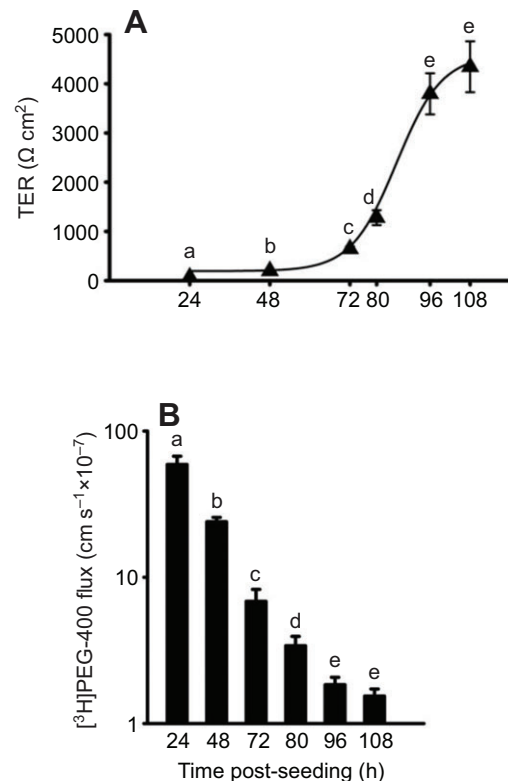 A
5000
4000
3000
2000
1000
0
TER (Ω cm²)
a
b
c
d
e
e
24 48 72 80 96 108
B
100
10
1
[³H]PEG-400 flux (cm s⁻¹×10⁻⁷)
a
b
c
d
e
e
24 48 72 80 96 108
Time post-seeding (h)